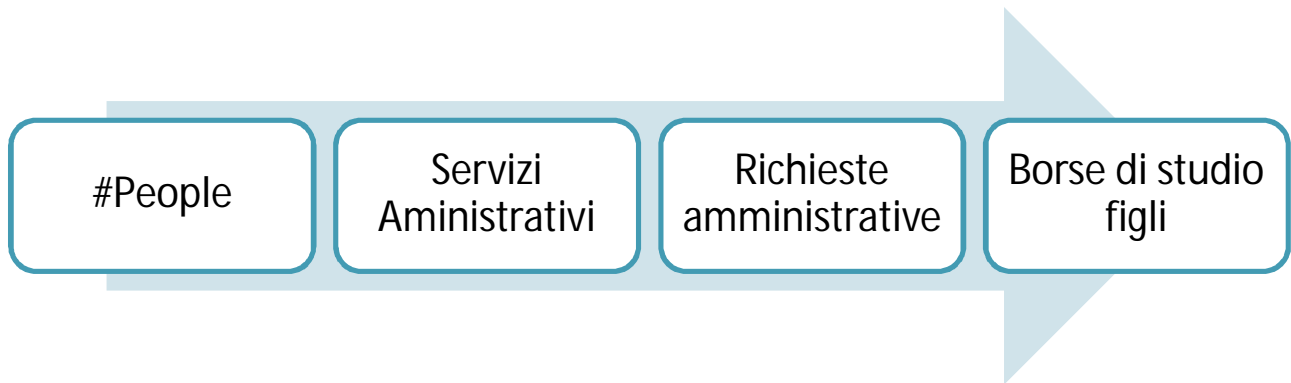 #People
Servizi
Aministrativi
Richieste
amministrative
Borse di studio
figli